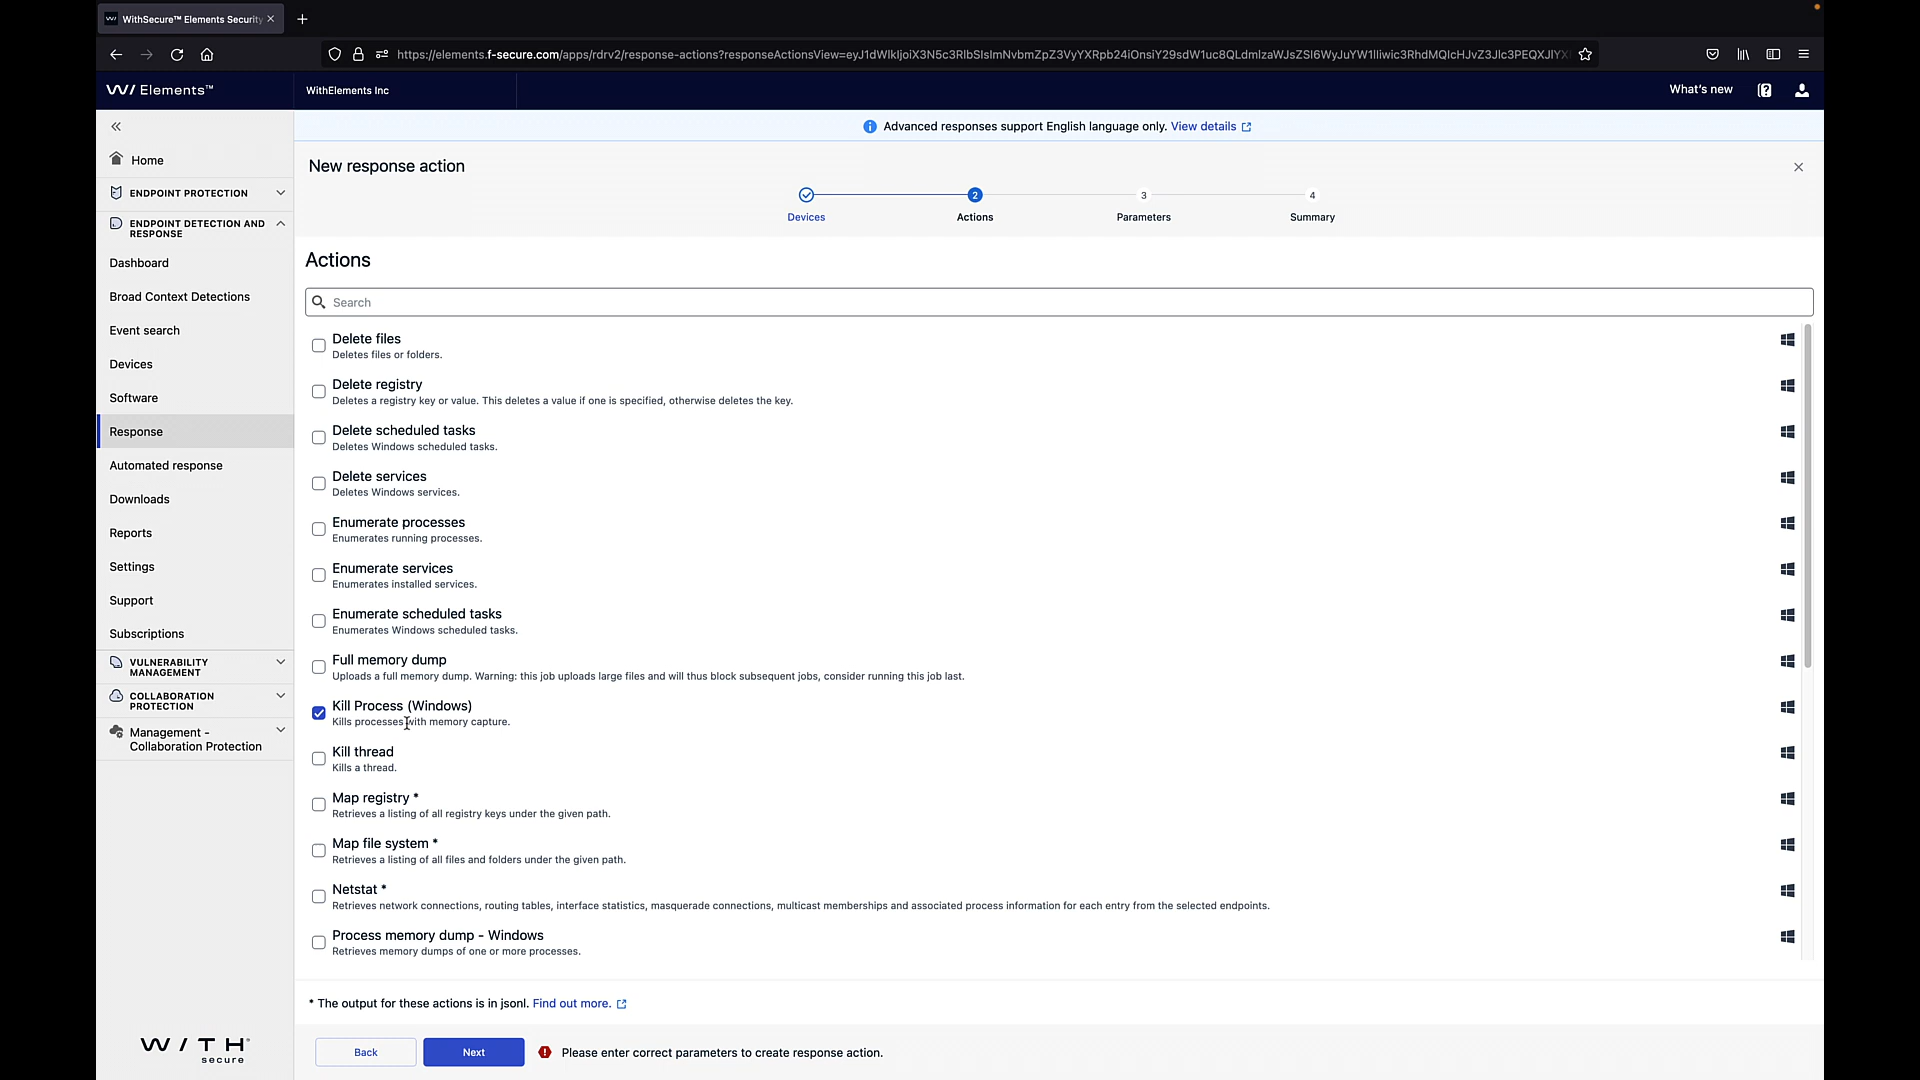 WithSecure™ Elements Security
W/ Elements™
WithElements Inc
What's new
Advanced responses support English language only. View details
New response action
Devices
2
Actions
3
Parameters
4
Summary
Home
ENDPOINT PROTECTION
ENDPOINT DETECTION AND
RESPONSE
Dashboard
Broad Context Detections
Event search
Devices
Software
Response
Automated response
Downloads
Reports
Settings
Support
Subscriptions
VULNERABILITY
MANAGEMENT
COLLABORATION
PROTECTION
Management -
Collaboration Protection
W/TH
secure
Actions
Search
Delete files
Deletes files or folders.
Delete registry
Deletes a registry key or value. This deletes a value if one is specified, otherwise deletes the key.
Delete scheduled tasks
Deletes Windows scheduled tasks.
Delete services
Deletes Windows services.
Enumerate processes
Enumerates running processes.
Enumerate services
Enumerates installed services.
Enumerate scheduled tasks
Enumerates Windows scheduled tasks.
Full memory dump
Uploads a full memory dump. Warning: this job uploads large files and will thus block subsequent jobs, consider running this job last.
Kill Process (Windows)
Kills processes with memory capture.
Kill thread
Kills a thread.
Map registry *
Retrieves a listing of all registry keys under the given path.
Map file system *
Retrieves a listing of all files and folders under the given path.
Netstat *
Retrieves network connections, routing tables, interface statistics, masquerade connections, multicast memberships and associated process information for each entry from the selected endpoints.
Process memory dump - Windows
Retrieves memory dumps of one or more processes.
* The output for these actions is in jsonl. Find out more.
Back
Next
Please enter correct parameters to create response action.